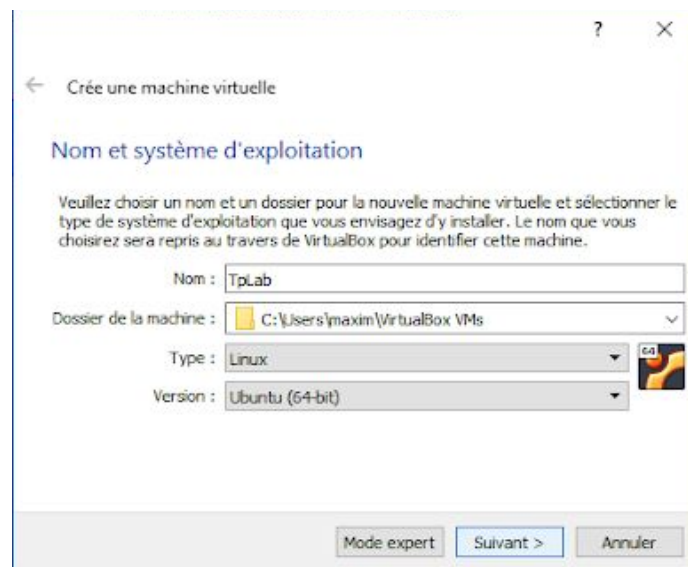 ?
Crée une machine virtuelle
Nom et système d'exploitation
Veuillez choisir un nom et un dossier pour la nouvelle machine virtuelle et sélectionner le
type de système d'exploitation que vous envisagez d'y installer. Le nom que vous
choisirez sera repris au travers de VirtualBox pour identifier cette machine.
Nom : TpLab
Dossier de la machine : C:\Users\maxim\VirtualBox VMs
Type : Linux
64
Version : Ubuntu (64-bit)
Mode expert Suivant > Annuler